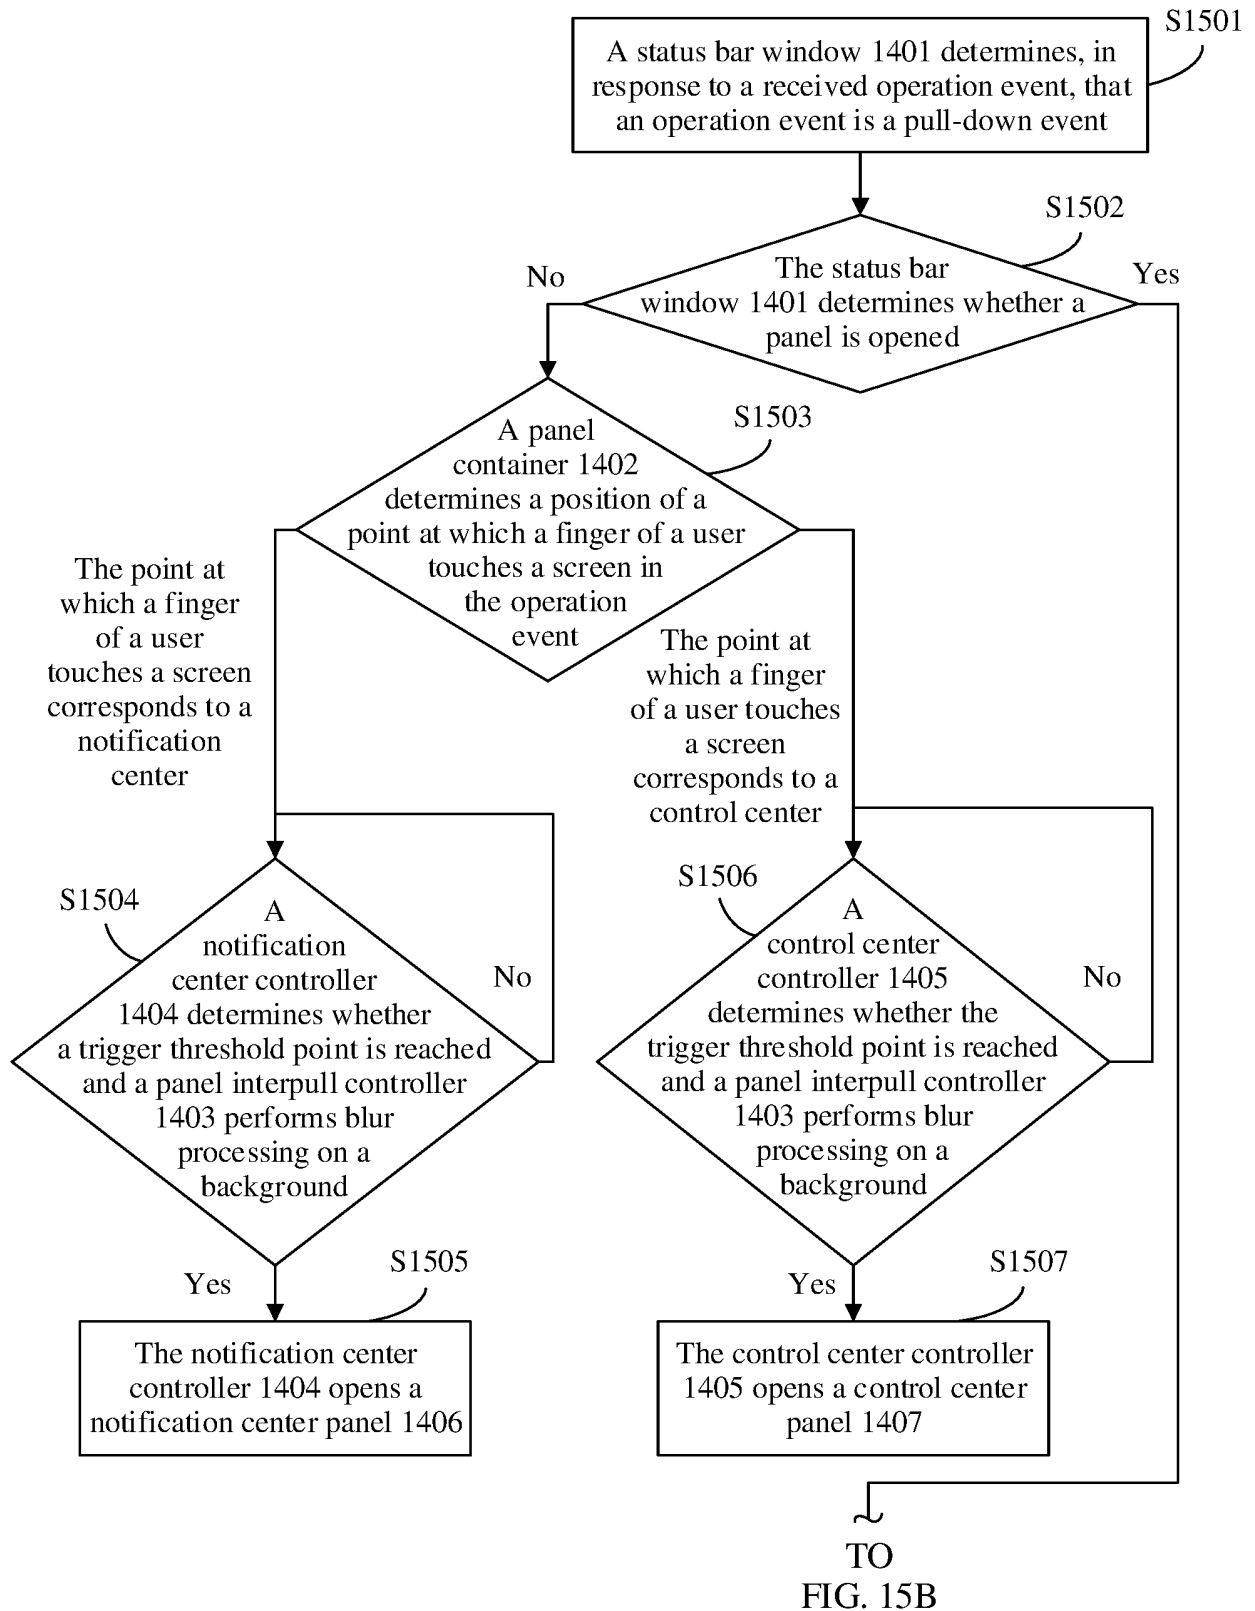 S1501
A status bar window 1401 determines, in
response to a received operation event, that
an operation event is a pull-down event
S1502
No
Yes
The status bar
window 1401 determines whether a
panel is opened
S1503
A panel
container 1402
determines a position of a
point at which a finger of a user
touches a screen in
the operation
event
The point at
which a finger
of a user
touches a screen
corresponds to a
notification
center
The point at
which a finger
of a user touches
a screen
corresponds to a
control center
S1504
A
notification
center controller
1404 determines whether
a trigger threshold point is reached
and a panel interpull controller
1403 performs blur
processing on a
background
No
S1506
A
control center
controller 1405
determines whether the
trigger threshold point is reached
and a panel interpull controller
1403 performs blur
processing on a
background
No
Yes
S1505
The notification center
controller 1404 opens a
notification center panel 1406
Yes
S1507
The control center controller
1405 opens a control center
panel 1407
TO
FIG. 15B